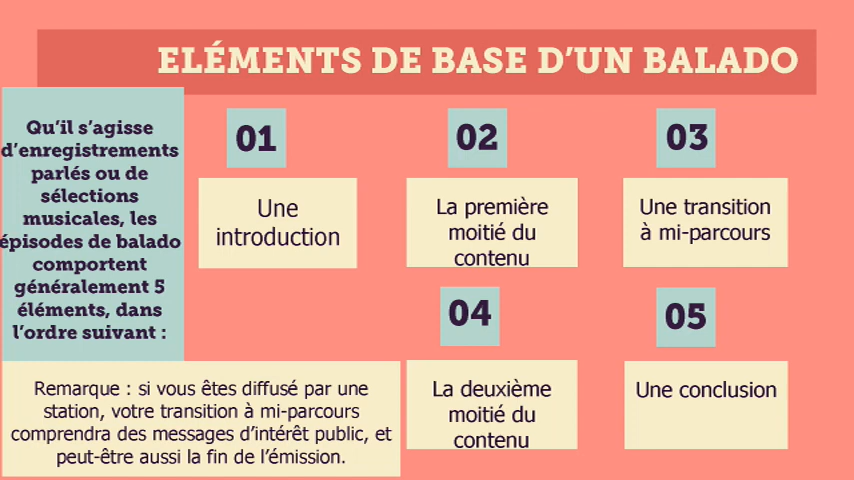 ELÉMENTS DE BASE D’UN BALADO
Qu’il s’agisse
d’enregistrements
parlés ou de
sélections
musicales, les
épisodes de balado
comportent
généralement 5
éléments, dans
l’ordre suivant :
01
Une
introduction
02
La première
moitié du
contenu
03
Une transition
à mi-parcours
04
La deuxième
moitié du
contenu
05
Une conclusion
Remarque : si vous êtes diffusé par une
station, votre transition à mi-parcours
comprendra des messages d’intérêt public, et
peut-être aussi la fin de l’émission.